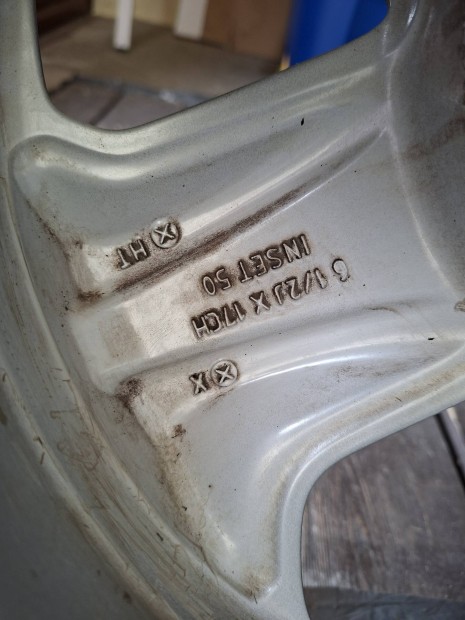 ⓧ X
6 1/2J X 17CH
INSET 50
ⓧ HT